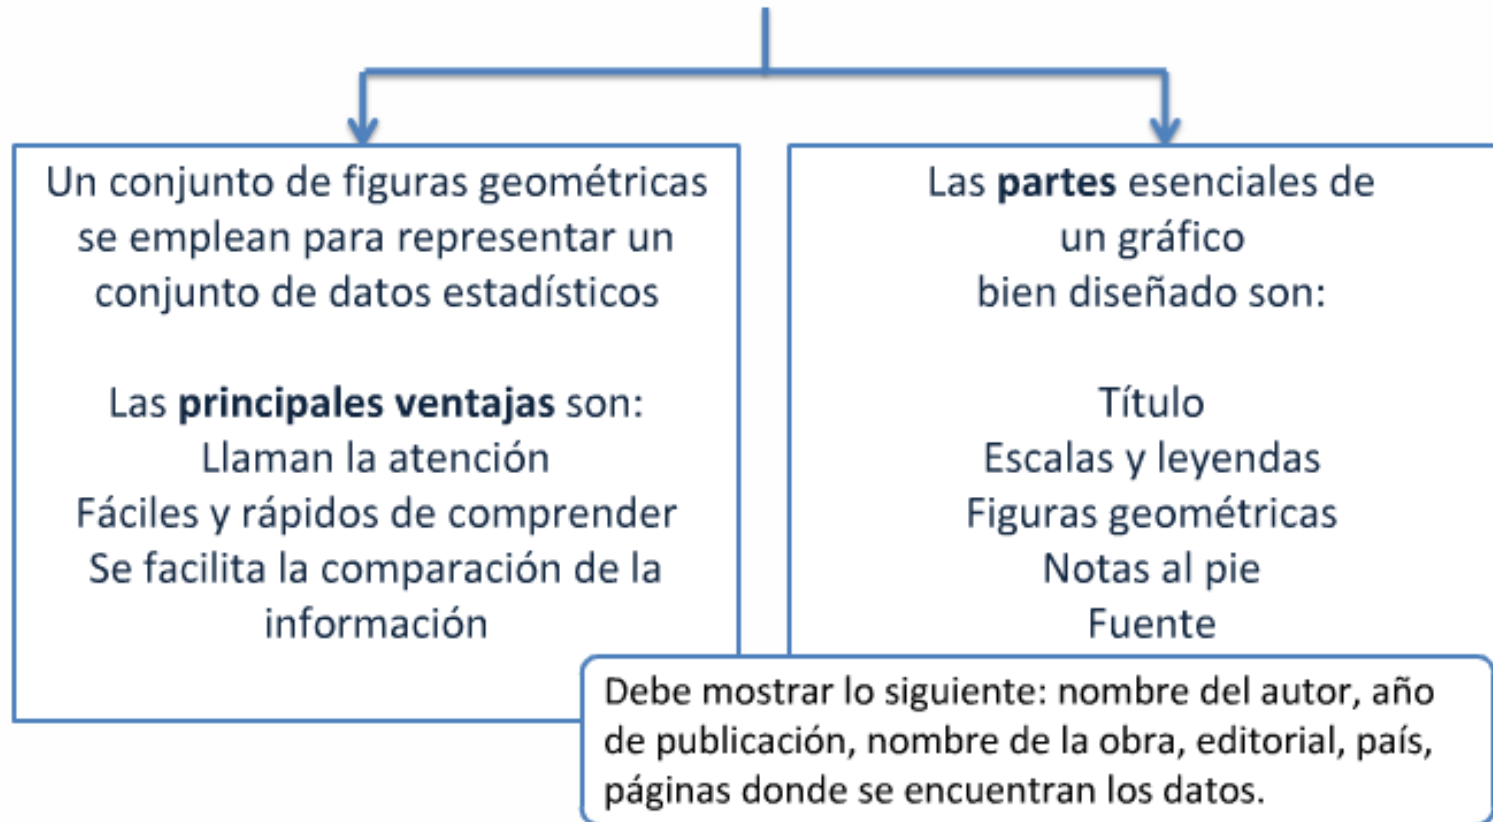 Un conjunto de figuras geométricas
se emplean para representar un
conjunto de datos estadísticos
Las principales ventajas son:
Llaman la atención
Fáciles y rápidos de comprender
Se facilita la comparación de la
información
Las partes esenciales de
un gráfico
bien diseñado son:
Título
Escalas y leyendas
Figuras geométricas
Notas al pie
Fuente
Debe mostrar lo siguiente: nombre del autor, año
de publicación, nombre de la obra, editorial, país,
páginas donde se encuentran los datos.